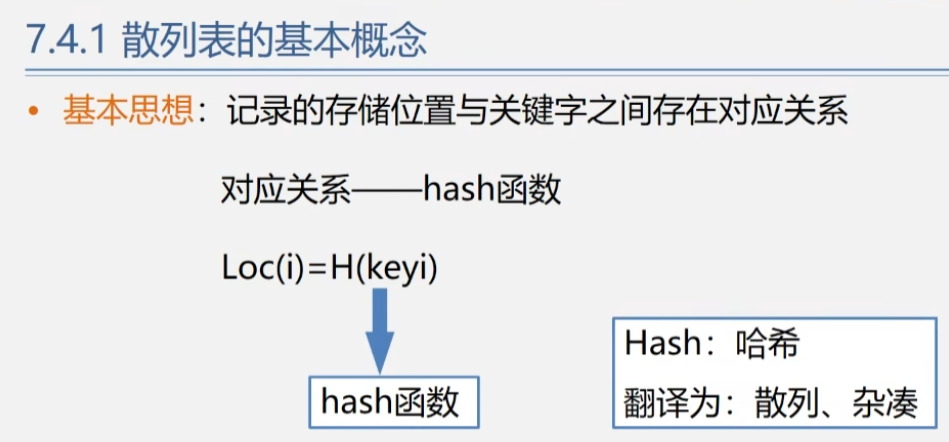 7.4.1 散列表的基本概念
• 基本思想：记录的存储位置与关键字之间存在对应关系
对应关系——hash函数
Loc(i)=H(keyi)
hash函数
Hash：哈希
翻译为：散列、杂凑